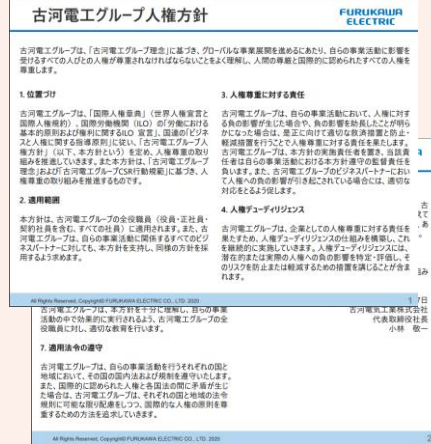 古河電工グループ人権方針
FURUKAWA
ELECTRIC
古河電工グループは、「古河電工グループ理念」に基づき、グローバルな事業展開を進めるにあたり、自らの事業活動に影響を
受けるすべての人びとの人権が尊重されなければならないことをよく理解し、人間の尊厳と国際的に認められたすべての人権を
尊重します。
1. 位置づけ
古河電工グループは、「国際人権章典」（世界人権宣言と
国際人権規約）、国際労働機関（ILO）の「労働における
基本的原則および権利に関するILO 宣言」、国連の「ビジネ
スと人権に関する指導原則」に従い、「古河電工グループ人
権方針」（以下、本方針という）を定め、人権尊重の取り
組みを推進していきます。また本方針は、「古河電工グループ
理念」および「古河電工グループCSR行動規範」に基づき、人
権尊重の取り組みを推進するものです。
2. 適用範囲
本方針は、古河電工グループの全役職員（役員・正社員・
契約社員を含む、すべての社員）に適用されます。また、古
河電工グループは、自らの事業活動に関係するすべてのビジ
ネスパートナーに対しても、本方針を支持し、同様の方針を採
用するよう求めます。
3. 人権尊重に対する責任
古河電工グループは、自らの事業活動において、人権に対す
る負の影響が生じた場合や、負の影響を助長したことが明ら
かになった場合は、是正に向けて適切な救済措置と防止・
軽減措置を行うことで人権尊重に対する責任を果たします。
古河電工グループは、本方針の実施責任者を置き、当該責
任者は自らの事業活動における本方針遵守の監督責任を
負います。また、古河電工グループのビジネスパートナーにおい
て人権への負の影響が引き起こされている場合には、適切な
対応をとるよう促します。
4. 人権デューディリジェンス
古河電工グループは、企業としての人権尊重に対する責任を
果たすため、人権デューディリジェンスの仕組みを構築し、これ
を継続的に実施していきます。人権デューディリジェンスには、
潜在的または実際の人権への負の影響を特定・評価し、そ
のリスクを防止または軽減するための措置を講じることが含ま
れます。
All Rights Reserved, Copyright© FURUKAWA ELECTRIC CO., LTD. 2020
1
古河電工グループは、本方針を十分に理解し、自らの事業
活動の中で効果的に実行されるよう、古河電工グループの全
役職員に対し、適切な教育を行います。
7. 適用法令の遵守
古河電工グループは、自らの事業活動を行うそれぞれの国と
地域において、その国の国内法および規制を遵守いたします。
また、国際的に認められた人権と各国法の間に矛盾が生じ
た場合は、古河電工グループは、それぞれの国と地域の法令
規則に可能な限り配慮をしつつ、国際的な人権の原則を尊
重するための方法を追求していきます。
古河電気工業株式会社
代表取締役社長
小林 敬一
All Rights Reserved, Copyright© FURUKAWA ELECTRIC CO., LTD. 2020
2